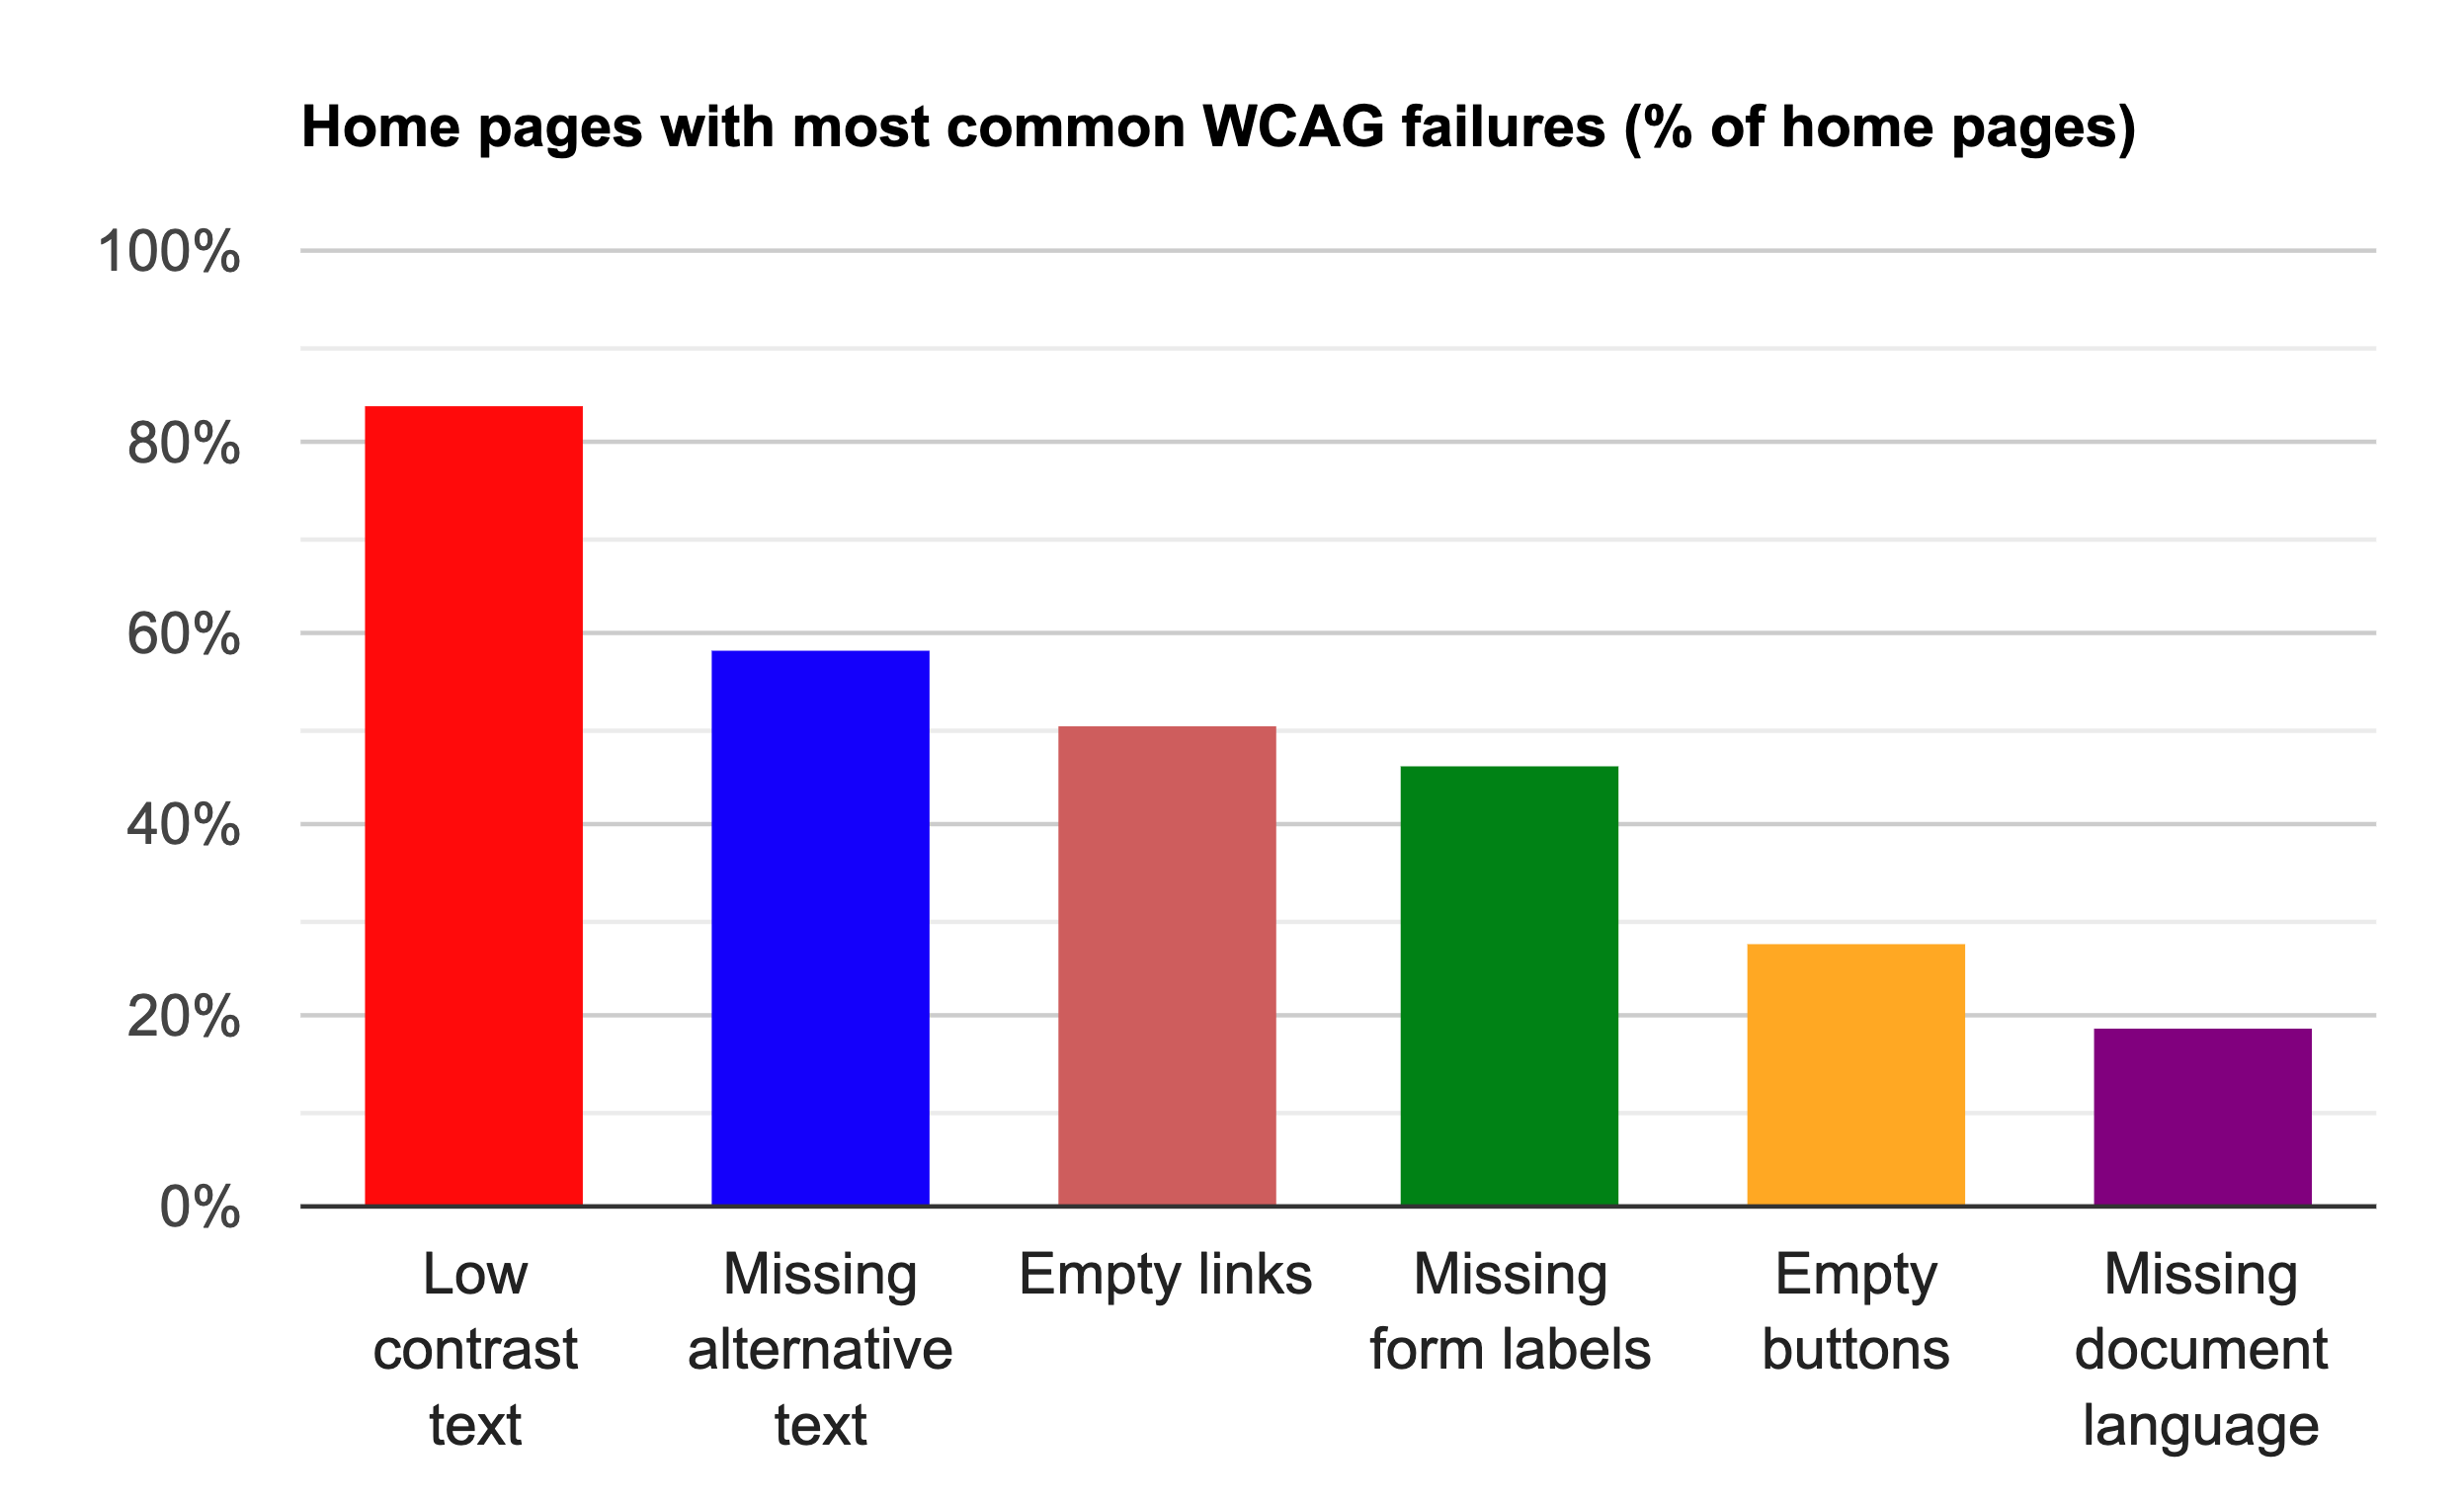 Home pages with most common WCAG failures (% of home pages)
100%
80%
60%
40%
20%
0%
Low
contrast
text
Missing
alternative
text
Empty links
Missing
form labels
Empty
buttons
Missing
document
language